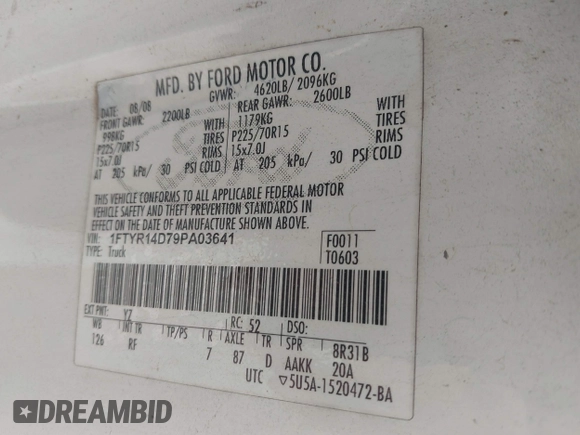 MFD. BY FORD MOTOR CO.
DATE: 08/08 GVWR: 4620LB/ 2096KG
FRONT GAWR: 2200LB REAR GAWR: 2600LB
998KG 1179KG WITH
P225/70R15 TIRES P225/70R15 TIRES
15x7.0J RIMS 15x7.0J RIMS
AT 205 kPa/ 30 PSI COLD AT 205 kPa/ 30 PSI COLD
THIS VEHICLE CONFORMS TO ALL APPLICABLE FEDERAL MOTOR
VEHICLE SAFETY AND THEFT PREVENTION STANDARDS IN
EFFECT ON THE DATE OF MANUFACTURE SHOWN ABOVE.
VIN: 1FTYR14D79PA03641 F0011
TYPE: Truck T0603
EXT PNT: YZ RC: 52 DSO:
WB INT TR TP/PS R AXLE TR SPR 8R31B
126 RF 7 87 D AAKK 20A
UTC ▽5U5A-1520472-BA
DREAMBID